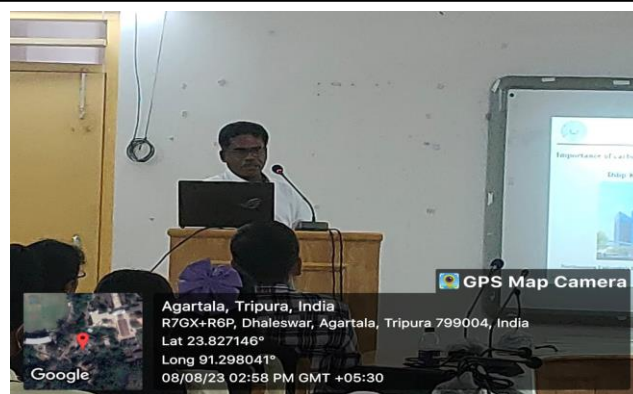 Importance of
Dilip K
GPS Map Camera
Agartala, Tripura, India
R7GX+R6P, Dhaleswar, Agartala, Tripura 799004, India
Lat 23.827146°
Long 91.298041°
08/08/23 02:58 PM GMT +05:30
Google